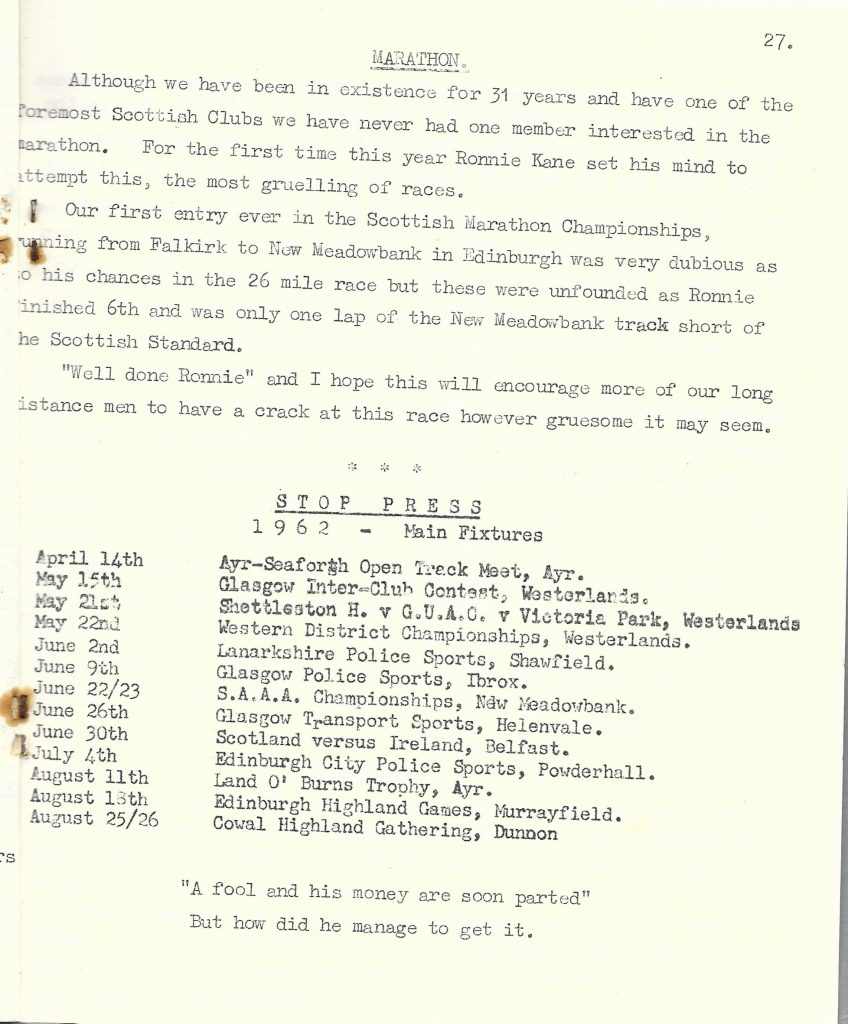 27.
MARATHON.
Although we have been in existence for 31 years and have one of the
foremost Scottish Clubs we have never had one member interested in the
marathon. For the first time this year Ronnie Kane set his mind to
attempt this, the most gruelling of races.
Our first entry ever in the Scottish Marathon Championships,
running from Falkirk to New Meadowbank in Edinburgh was very dubious as
to his chances in the 26 mile race but these were unfounded as Ronnie
finished 6th and was only one lap of the New Meadowbank track short of
he Scottish Standard.
"Well done Ronnie" and I hope this will encourage more of our long
istance men to have a crack at this race however gruesome it may seem.
* * *
STOP PRESS
1962 - Main Fixtures
April 14th Ayr-Seaforth Open Track Meet, Ayr.
May 15th Glasgow Inter-Club Contest, Westerlands.
May 21st Shettleston H. v G.U.A.C. v Victoria Park, Westerlands
May 22nd Western District Championships, Westerlands.
June 2nd Lanarkshire Police Sports, Shawfield.
June 9th Glasgow Police Sports, Ibrox.
June 22/23 S.A.A.A. Championships, New Meadowbank.
June 26th Glasgow Transport Sports, Helenvale.
June 30th Scotland versus Ireland, Belfast.
July 4th Edinburgh City Police Sports, Powderhall.
August 11th Land O' Burns Trophy, Ayr.
August 18th Edinburgh Highland Games, Murrayfield.
August 25/26 Cowal Highland Gathering, Dunnon
rs
"A fool and his money are soon parted"
But how did he manage to get it.